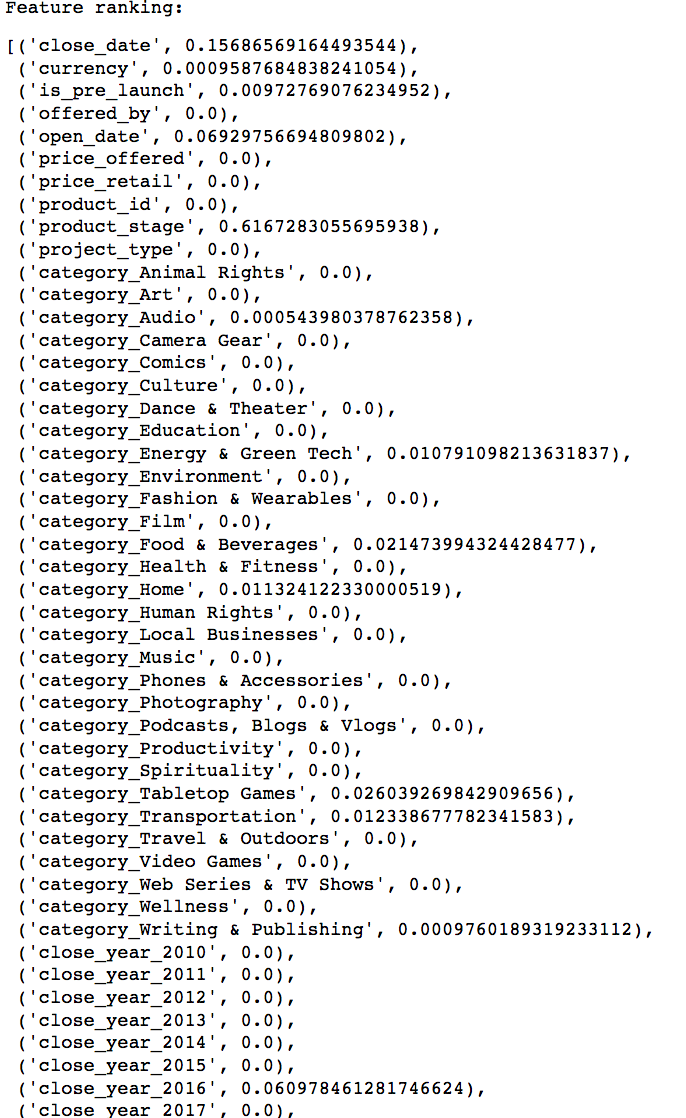 Feature ranking:
[('close_date', 0.15686569164493544),
('currency', 0.0009587684838241054),
('is_pre_launch', 0.00972769076234952),
('offered_by', 0.0),
('open_date', 0.06929756694809802),
('price_offered', 0.0),
('price_retail', 0.0),
('product_id', 0.0),
('product_stage', 0.6167283055695938),
('project_type', 0.0),
('category_Animal Rights', 0.0),
('category_Art', 0.0),
('category_Audio', 0.000543980378762358),
('category_Camera Gear', 0.0),
('category_Comics', 0.0),
('category_Culture', 0.0),
('category_Dance & Theater', 0.0),
('category_Education', 0.0),
('category_Energy & Green Tech', 0.010791098213631837),
('category_Environment', 0.0),
('category_Fashion & Wearables', 0.0),
('category_Film', 0.0),
('category_Food & Beverages', 0.021473994324428477),
('category_Health & Fitness', 0.0),
('category_Home', 0.011324122330000519),
('category_Human Rights', 0.0),
('category_Local Businesses', 0.0),
('category_Music', 0.0),
('category_Phones & Accessories', 0.0),
('category_Photography', 0.0),
('category_Podcasts, Blogs & Vlogs', 0.0),
('category_Productivity', 0.0),
('category_Spirituality', 0.0),
('category_Tabletop Games', 0.026039269842909656),
('category_Transportation', 0.012338677782341583),
('category_Travel & Outdoors', 0.0),
('category_Video Games', 0.0),
('category_Web Series & TV Shows', 0.0),
('category_Wellness', 0.0),
('category_Writing & Publishing', 0.0009760189319233112),
('close_year_2010', 0.0),
('close_year_2011', 0.0),
('close_year_2012', 0.0),
('close_year_2013', 0.0),
('close_year_2014', 0.0),
('close_year_2015', 0.0),
('close_year_2016', 0.060978461281746624),
('close_year_2017', 0.0),